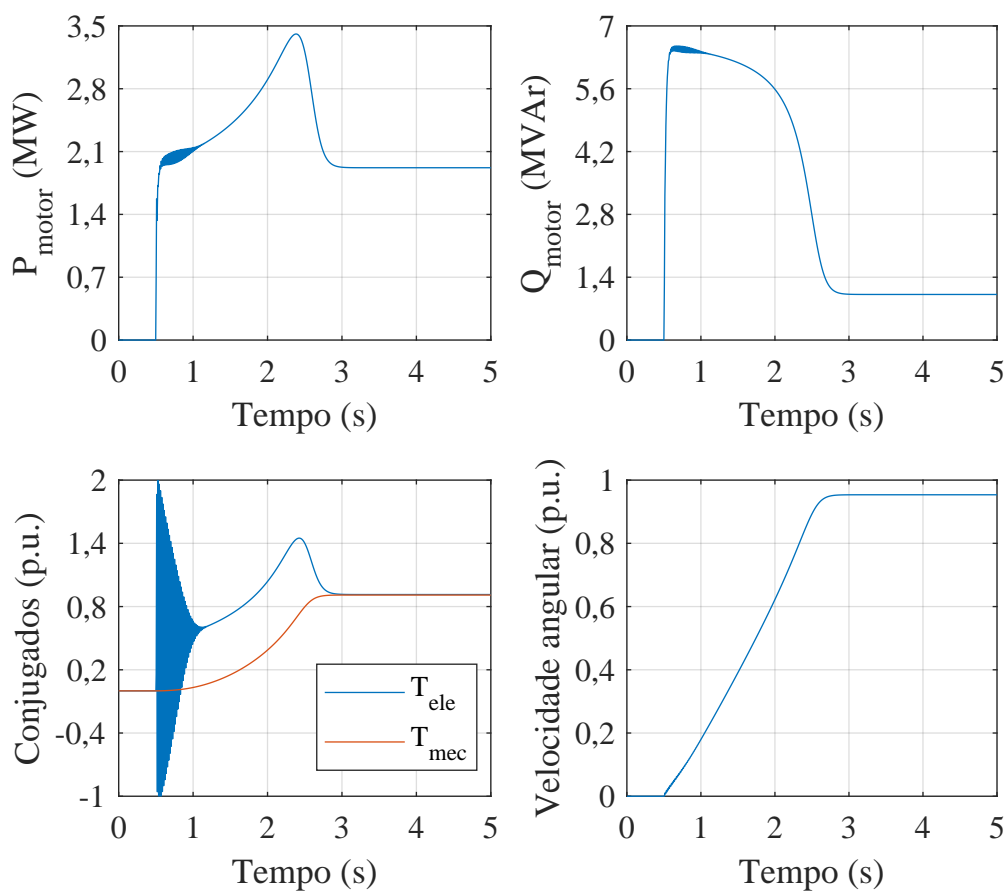 P_motor (MW)
3,5
2,8
2,1
1,4
0,7
0
0 1 2 3 4 5
Tempo (s)
Q_motor (MVAr)
7
5,6
4,2
2,8
1,4
0
0 1 2 3 4 5
Tempo (s)
Conjugados (p.u.)
2
1,4
0,8
0,2
-0,4
-1
T_ele
T_mec
0 1 2 3 4 5
Tempo (s)
Velocidade angular (p.u.)
1
0,8
0,6
0,4
0,2
0
0 1 2 3 4 5
Tempo (s)